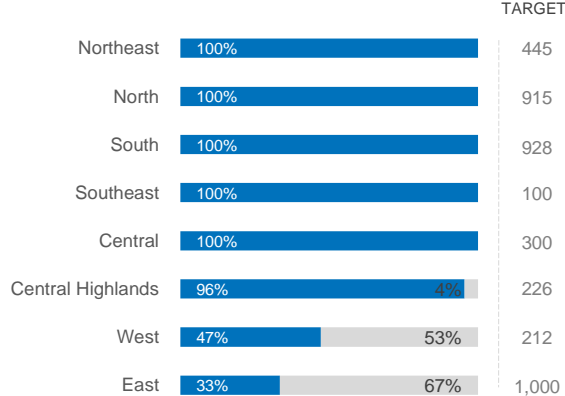 TARGET
Northeast 100% 445
North 100% 915
South 100% 928
Southeast 100% 100
Central 100% 300
Central Highlands 96% 4% 226
West 47% 53% 212
East 33% 67% 1,000